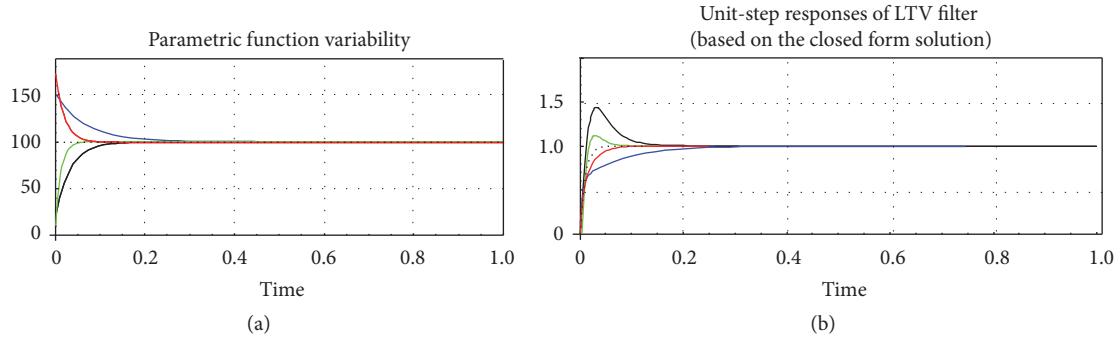 Parametric function variability
150
100
50
0
0 0.2 0.4 0.6 0.8 1.0
Time
(a)
Unit-step responses of LTV filter
(based on the closed form solution)
1.5
1.0
0.5
0
0 0.2 0.4 0.6 0.8 1.0
Time
(b)